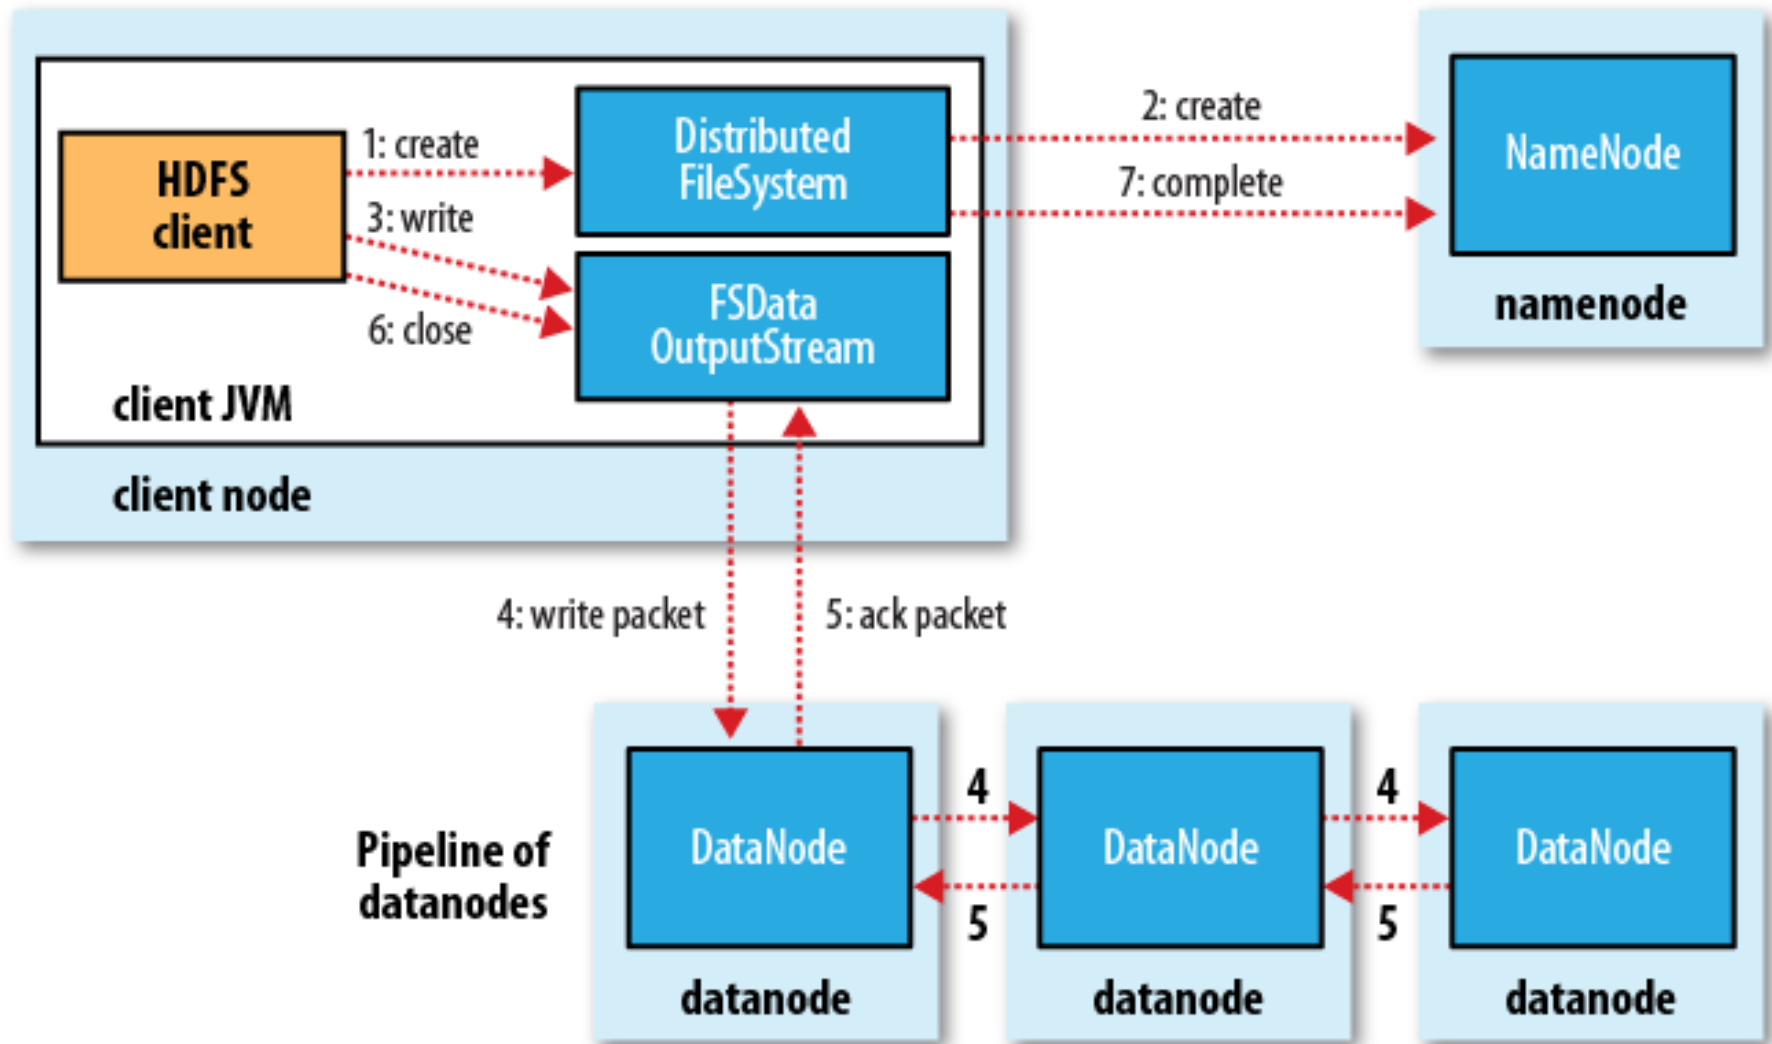 HDFS
client
1: create
3: write
6: close
Distributed
FileSystem
FSData
OutputStream
client JVM
client node
2: create
7: complete
NameNode
namenode
4: write packet
5: ack packet
Pipeline of
datanodes
DataNode
datanode
4
5
DataNode
datanode
4
5
DataNode
datanode